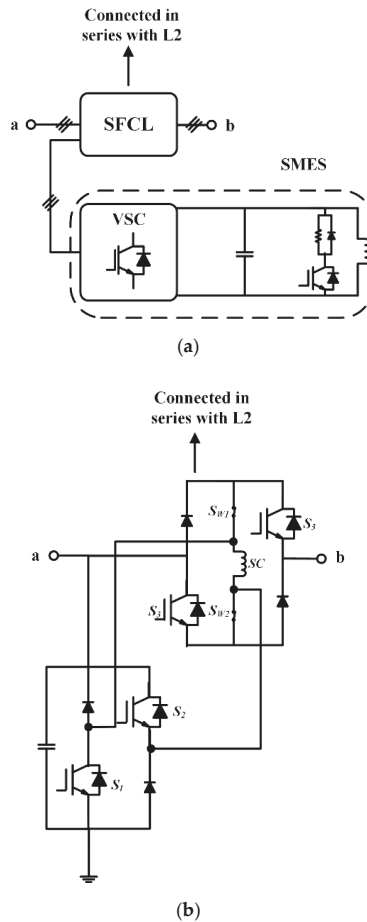 Connected in
series with L2
a
SFCL
b
SMES
VSC
(a)
Connected in
series with L2
SW1
S3
a
SC
b
S3
SW2
S2
S1
(b)